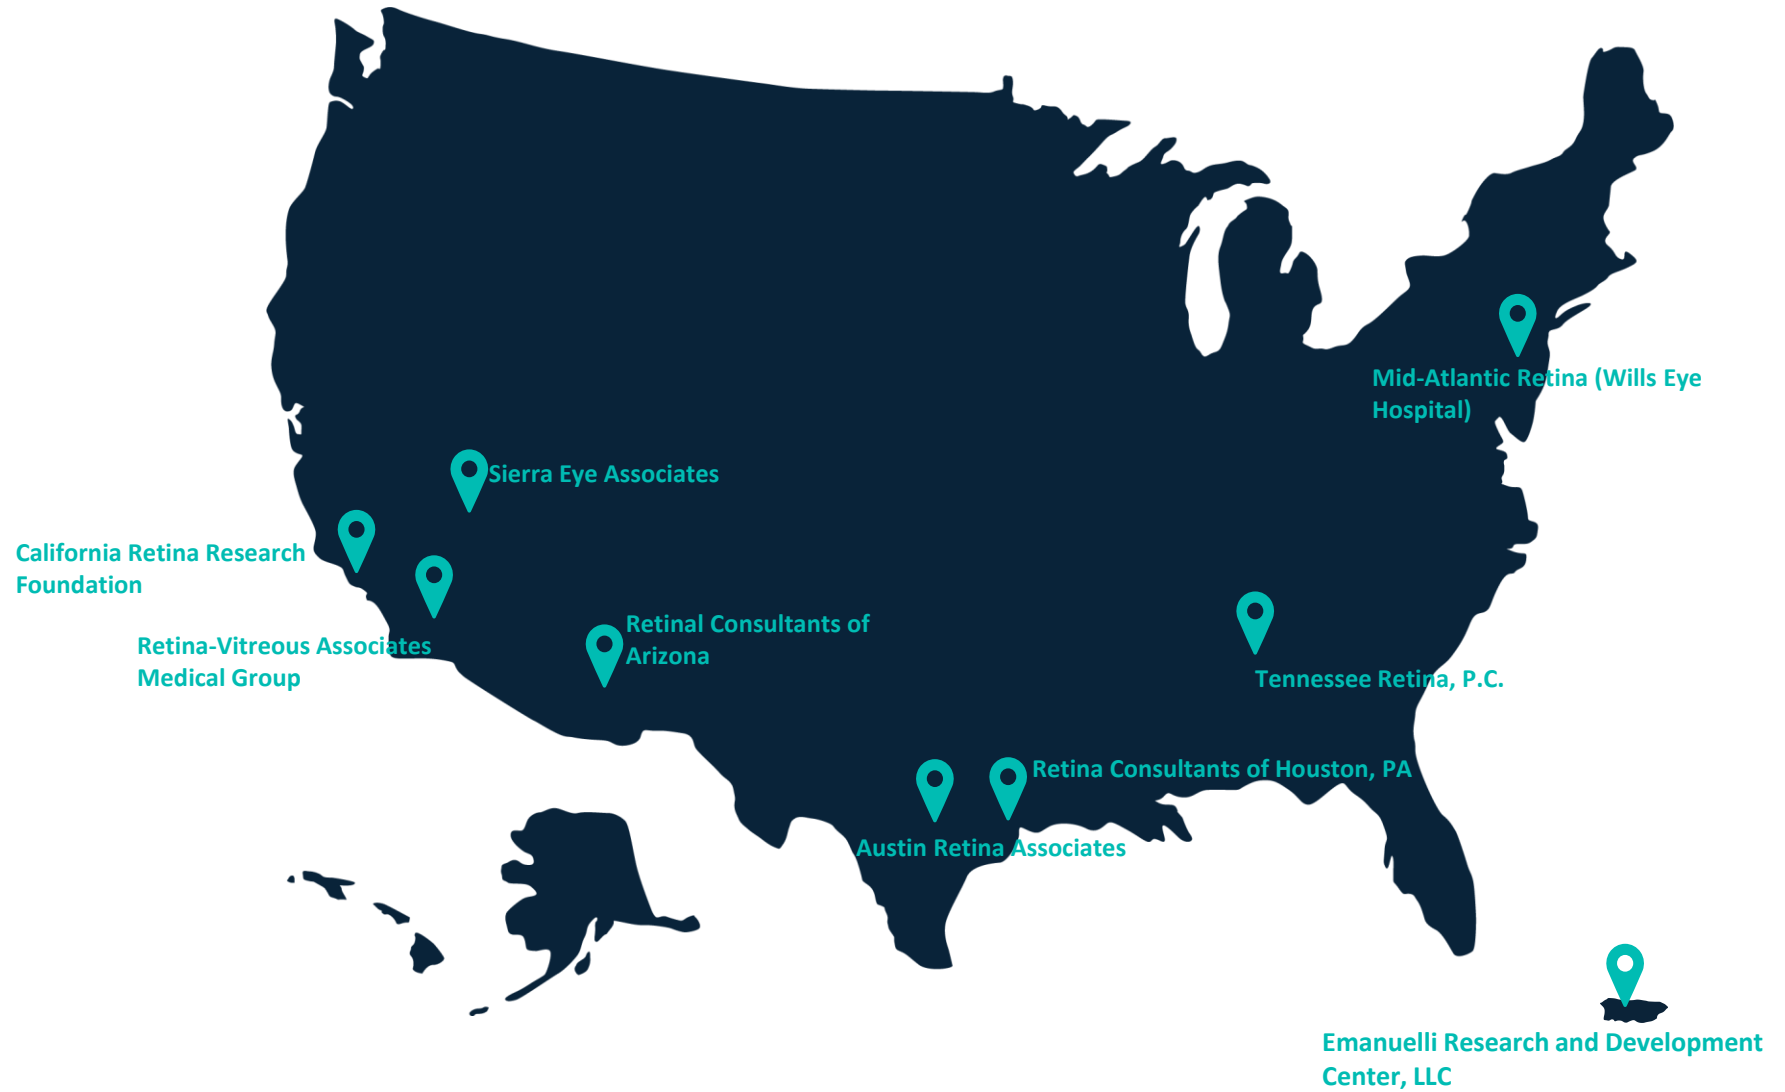 Mid-Atlantic Retina (Wills Eye
Hospital)
Sierra Eye Associates
California Retina Research
Foundation
Retina-Vitreous Associates
Medical Group
Retinal Consultants of
Arizona
Tennessee Retina, P.C.
Retina Consultants of Houston, PA
Austin Retina Associates
Emanuelli Research and Development
Center, LLC